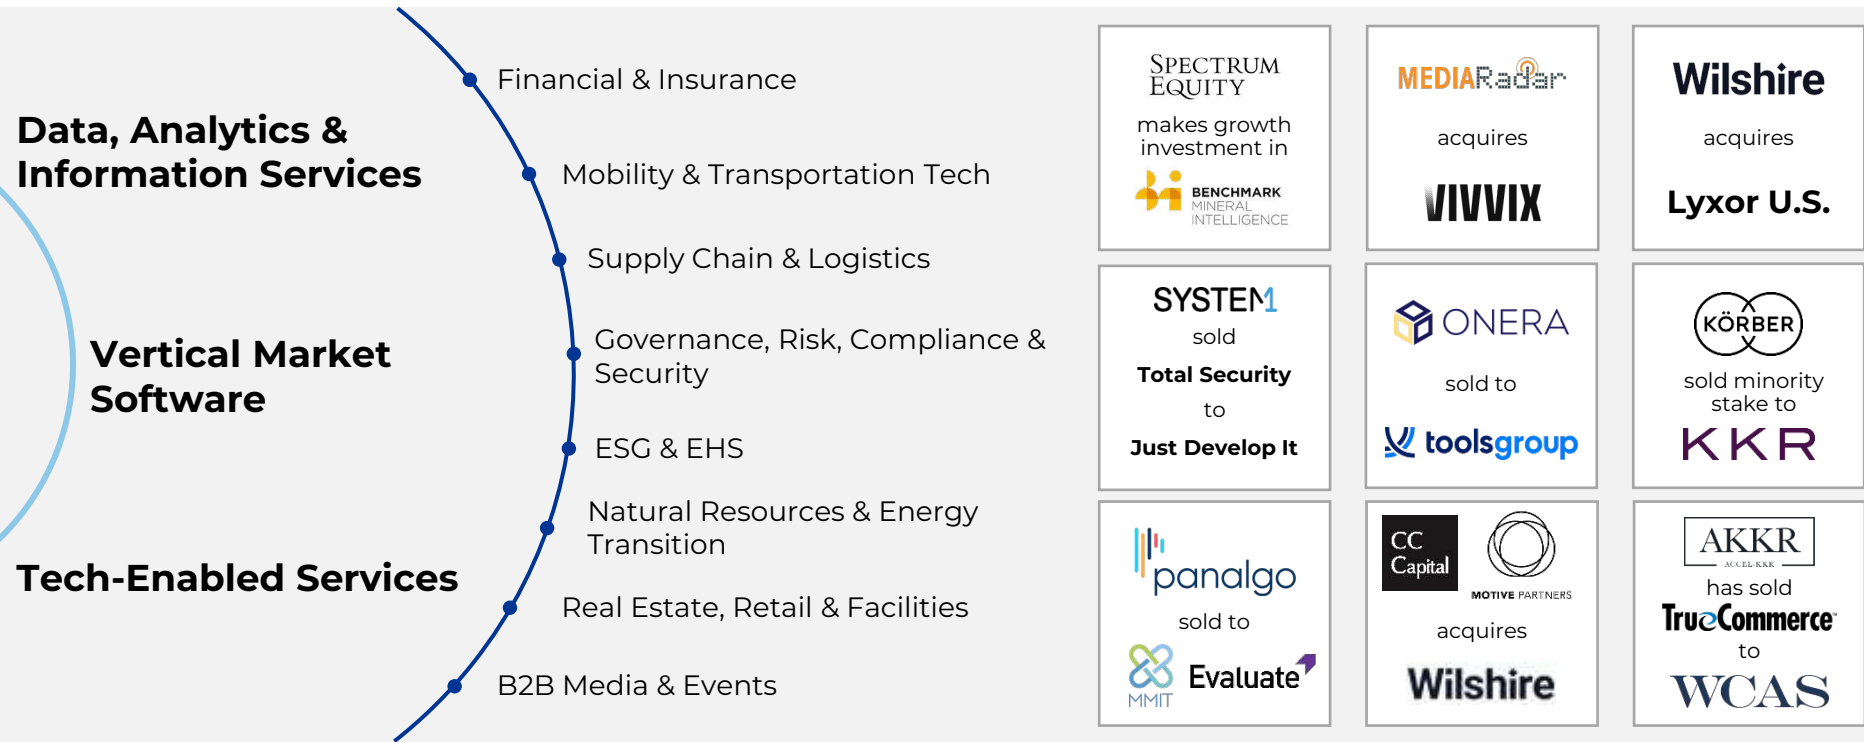 Data, Analytics &
Information Services
Vertical Market
Software
Tech-Enabled Services
Financial & Insurance
Mobility & Transportation Tech
Supply Chain & Logistics
Governance, Risk, Compliance &
Security
ESG & EHS
Natural Resources & Energy
Transition
Real Estate, Retail & Facilities
B2B Media & Events
SPECTRUM
EQUITY
makes growth
investment in
BENCHMARK
MINERAL
INTELLIGENCE
MEDIARadar
acquires
VIVVIX
Wilshire
acquires
Lyxor U.S.
SYSTEM1
sold
Total Security
to
Just Develop It
ONERA
sold to
toolsgroup
KÖRBER
sold minority
stake to
KKR
panalgo
sold to
MMIT
Evaluate
CC
Capital
MOTIVE PARTNERS
acquires
Wilshire
AKKR
ACCEL-KKR
has sold
TrueCommerce
to
WCAS